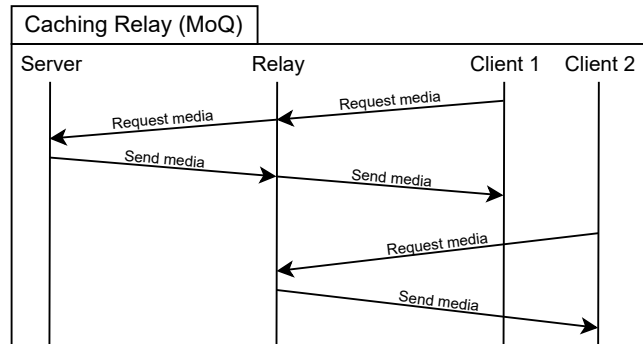 Caching Relay (MoQ)
Server Relay Client 1 Client 2
Request media
Request media
Send media
Send media
Request media
Send media